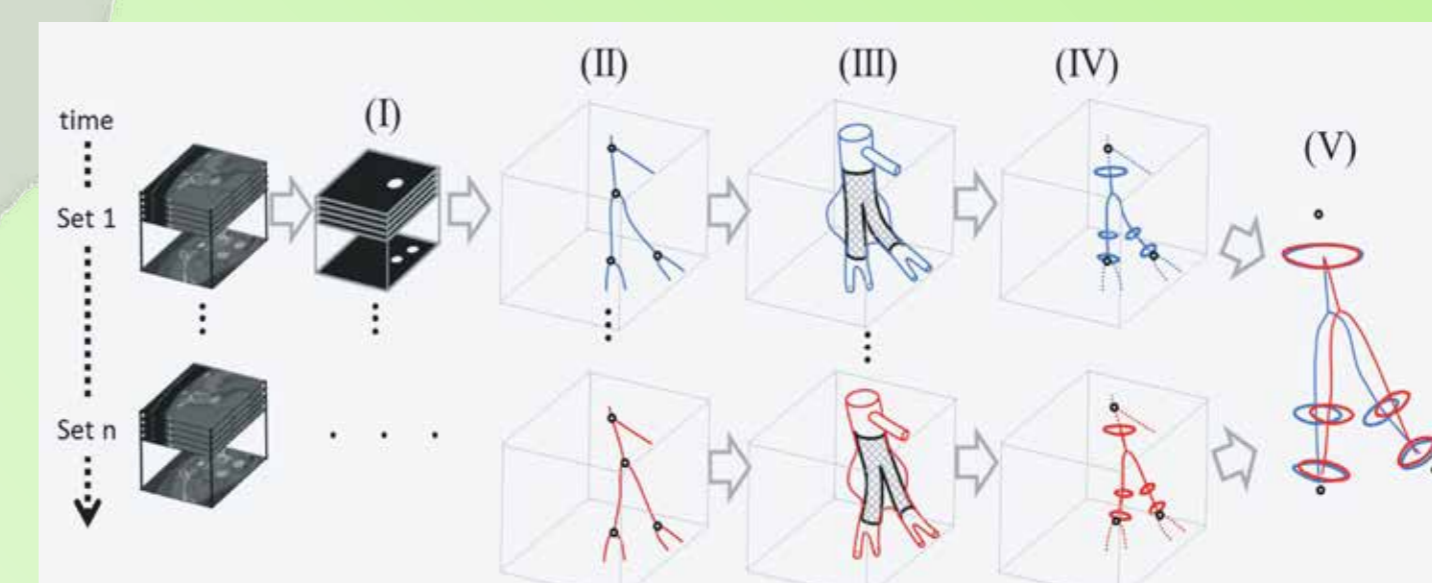 (II)
(III)
(IV)
(I)
time
(V)
Set 1
Set n